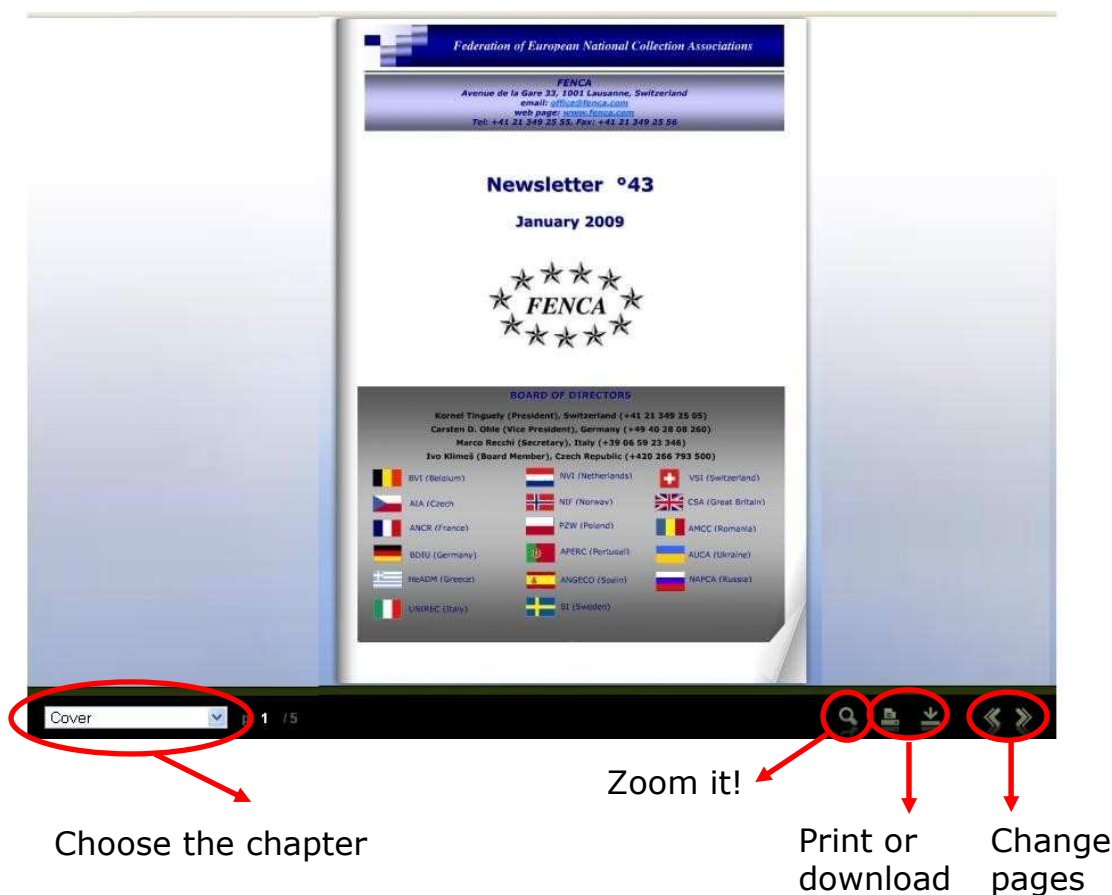 Federation of European National Collection Associations
FENCA
Avenue de la Gare 33, 1001 Lausanne, Switzerland
email: office@fenca.com
web page: www.fenca.com
Tel: +41 21 349 25 55, Fax: +41 21 349 25 56
Newsletter °43
January 2009
FENCA
BOARD OF DIRECTORS
Kornel Tinguely (President), Switzerland (+41 21 349 25 05)
Carsten D. Ohle (Vice President), Germany (+49 40 28 08 260)
Marco Recchi (Secretary), Italy (+39 06 59 23 346)
Ivo Klimeš (Board Member), Czech Republic (+420 266 793 500)
BVI (Belgium) NVI (Netherlands) VSI (Switzerland)
AIA (Czech NIF (Norway) CSA (Great Britain)
ANCR (France) PZW (Poland) AMCC (Romania)
BDIU (Germany) APERC (Portugal) AUCA (Ukraine)
HeADM (Greece) ANGECO (Spain) NAPCA (Russia)
UNIREC (Italy) SI (Sweden)
Cover p 1 /5
Zoom it!
Choose the chapter
Print or download
Change pages